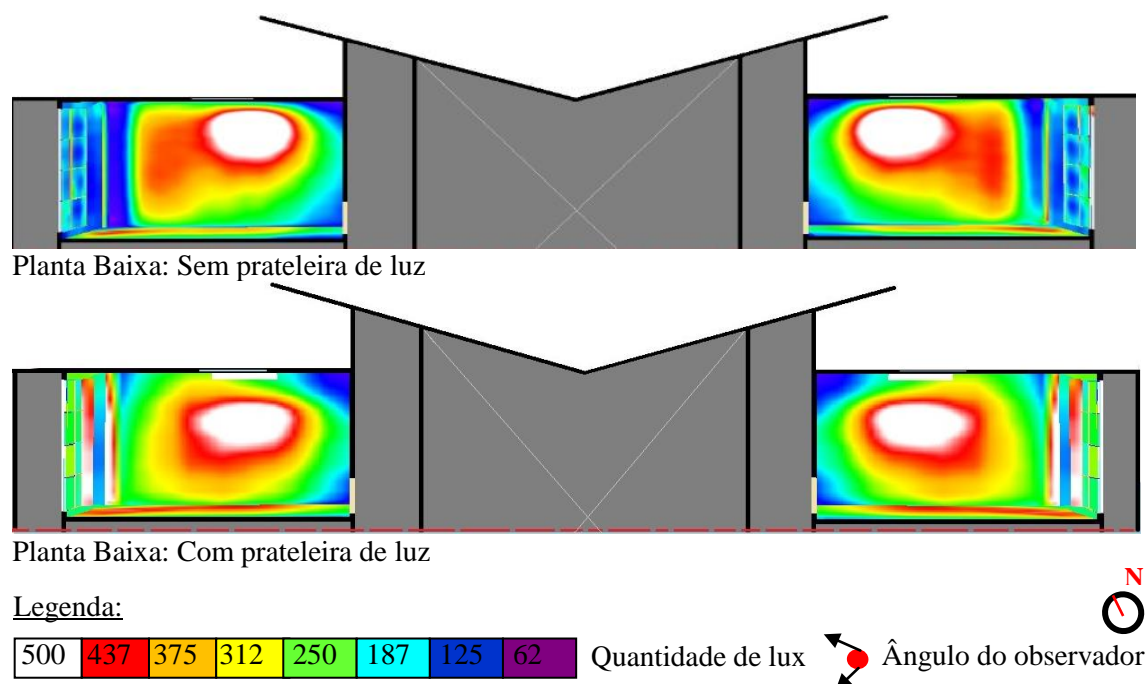 Planta Baixa: Sem prateleira de luz
Planta Baixa: Com prateleira de luz
N
Legenda:
500 437 375 312 250 187 125 62 Quantidade de lux Ângulo do observador